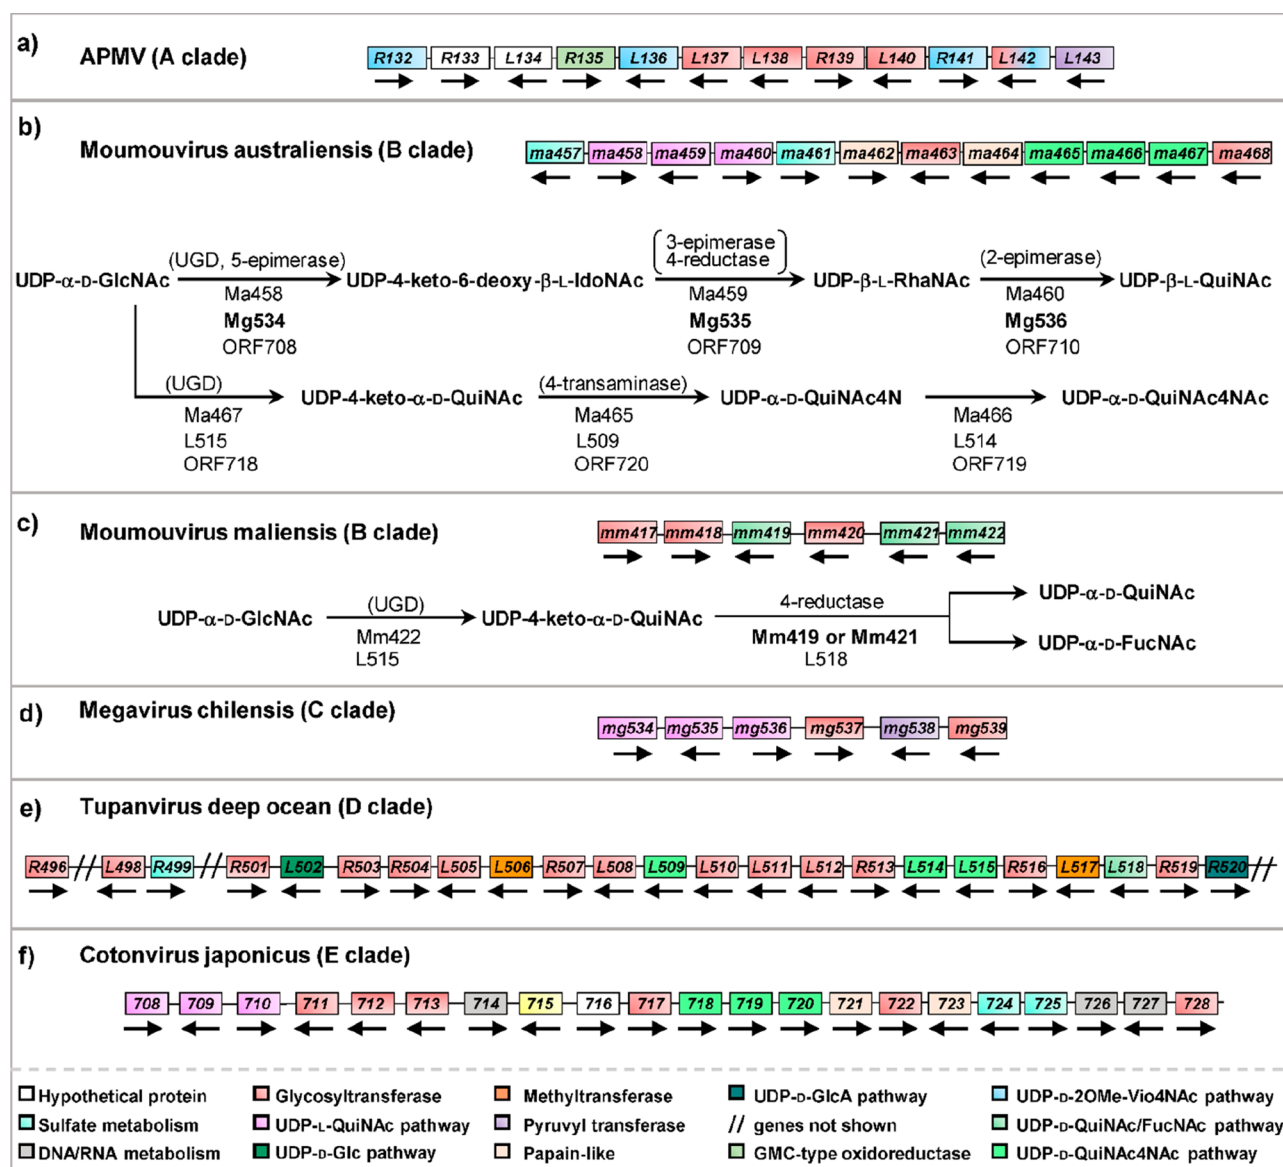 a) APMV (A clade)
R132 R133 L134 R135 L136 L137 L138 R139 L140 R141 L142 L143
b) Moumouvirus australiensis (B clade)
ma457 ma458 ma459 ma460 ma461 ma462 ma463 ma464 ma465 ma466 ma467 ma468
(UGD, 5-epimerase) 3-epimerase (2-epimerase)
4-reductase
UDP-α-D-GlcNAc UDP-4-keto-6-deoxy-β-L-IdoNAc UDP-β-L-RhaNAc UDP-β-L-QuiNAc
Ma458 Ma459 Ma460
Mg534 Mg535 Mg536
ORF708 ORF709 ORF710
(UGD) (4-transaminase)
UDP-4-keto-α-D-QuiNAc UDP-α-D-QuiNAc4N UDP-α-D-QuiNAc4NAc
Ma467 Ma465 Ma466
L515 L509 L514
ORF718 ORF720 ORF719
c) Moumouvirus maliensis (B clade)
mm417 mm418 mm419 mm420 mm421 mm422
(UGD) 4-reductase UDP-α-D-QuiNAc
UDP-α-D-GlcNAc UDP-4-keto-α-D-QuiNAc
Mm422 Mm419 or Mm421 UDP-α-D-FucNAc
L515 L518
d) Megavirus chilensis (C clade)
mg534 mg535 mg536 mg537 mg538 mg539
e) Tupanvirus deep ocean (D clade)
R496 // L498 R499 // R501 L502 R503 R504 L505 L506 R507 L508 L509 L510 L511 L512 R513 L514 L515 R516 L517 L518 R519 R520 //
f) Cotonvirus japonicus (E clade)
708 709 710 711 712 713 714 715 716 717 718 719 720 721 722 723 724 725 726 727 728
Hypothetical protein Glycosyltransferase Methyltransferase UDP-D-GlcA pathway UDP-D-2OMe-Vio4NAc pathway
Sulfate metabolism UDP-L-QuiNAc pathway Pyruvyl transferase // genes not shown UDP-D-QuiNAc/FucNAc pathway
DNA/RNA metabolism UDP-D-Glc pathway Papain-like GMC-type oxidoreductase UDP-D-QuiNAc4NAc pathway